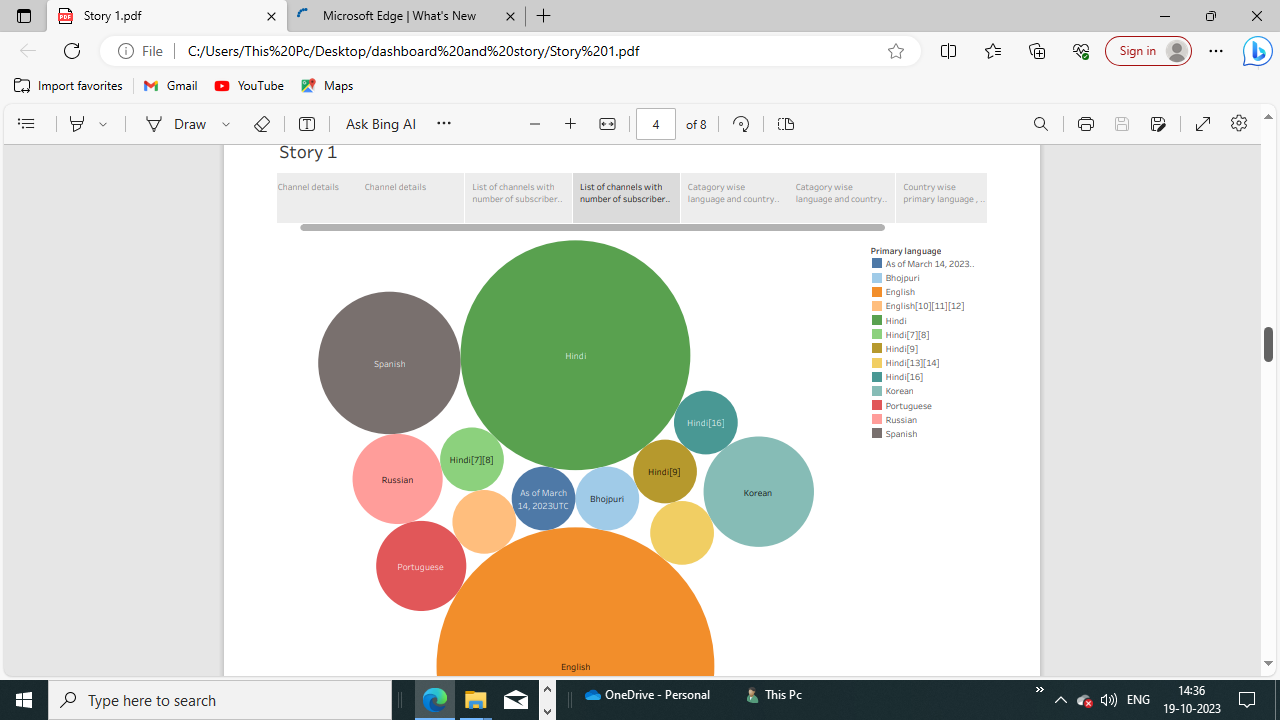 Story 1.pdf
Microsoft Edge | What's New
File
C:/Users/This%20Pc/Desktop/dashboard%20and%20story/Story%201.pdf
Sign in
Import favorites
Gmail
YouTube
Maps
Draw
Ask Bing AI
4
of 8
Story 1
Channel details
Channel details
List of channels with
number of subscriber..
List of channels with
number of subscriber..
Catagory wise
language and country..
Catagory wise
language and country..
Country wise
primary language , ..
Primary language
As of March 14, 2023..
Bhojpuri
English
English[10][11][12]
Hindi
Hindi[7][8]
Hindi[9]
Hindi[13][14]
Hindi[16]
Korean
Portuguese
Russian
Spanish
Hindi
Spanish
Hindi[16]
Hindi[7][8]
Hindi[9]
Russian
As of March
14, 2023UTC
Bhojpuri
Korean
Portuguese
English
Type here to search
OneDrive - Personal
This Pc
ENG
14:36
19-10-2023